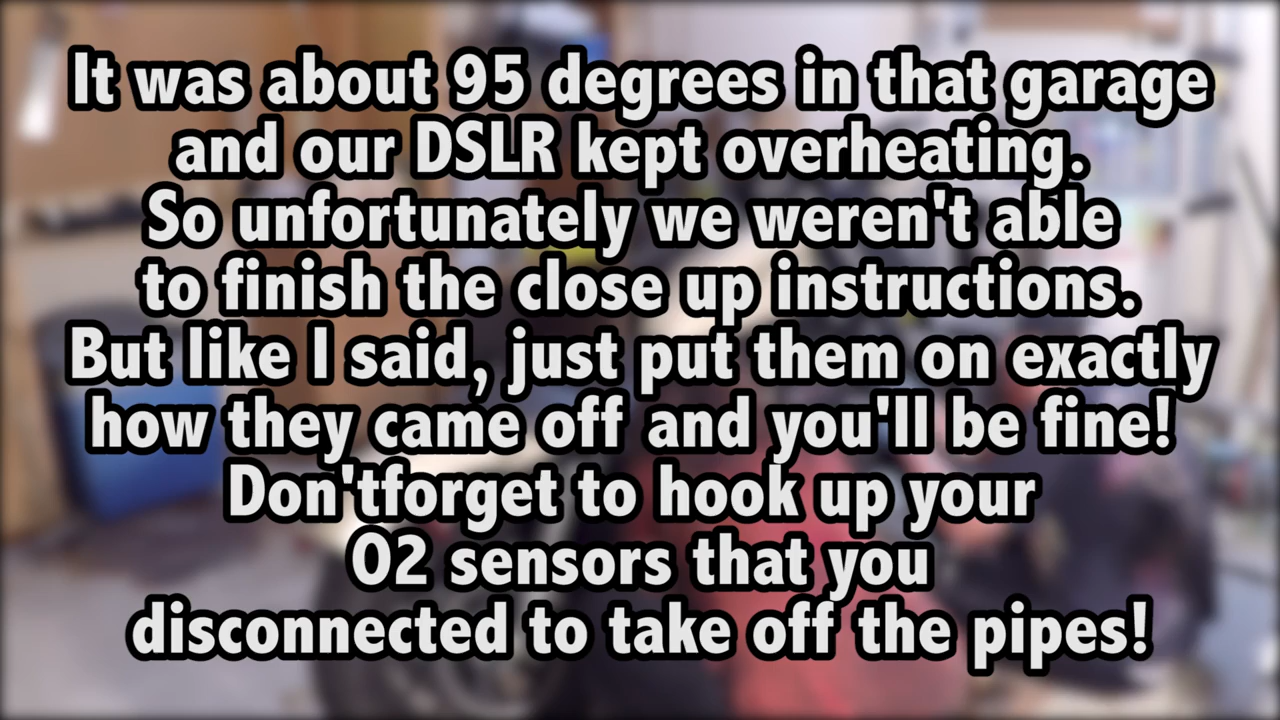 It was about 95 degrees in that garage
and our DSLR kept overheating.
So unfortunately we weren't able
to finish the close up instructions.
But like I said, just put them on exactly
how they came off and you'll be fine!
Don'tforget to hook up your
O2 sensors that you
disconnected to take off the pipes!